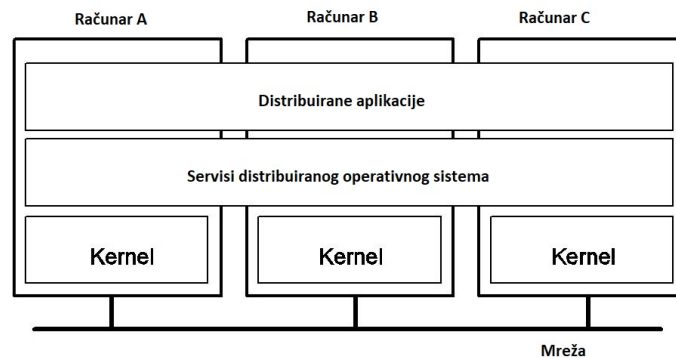 Računar A
Računar B
Računar C
Distribuirane aplikacije
Servisi distribuiranog operativnog sistema
Kernel
Kernel
Kernel
Mreža